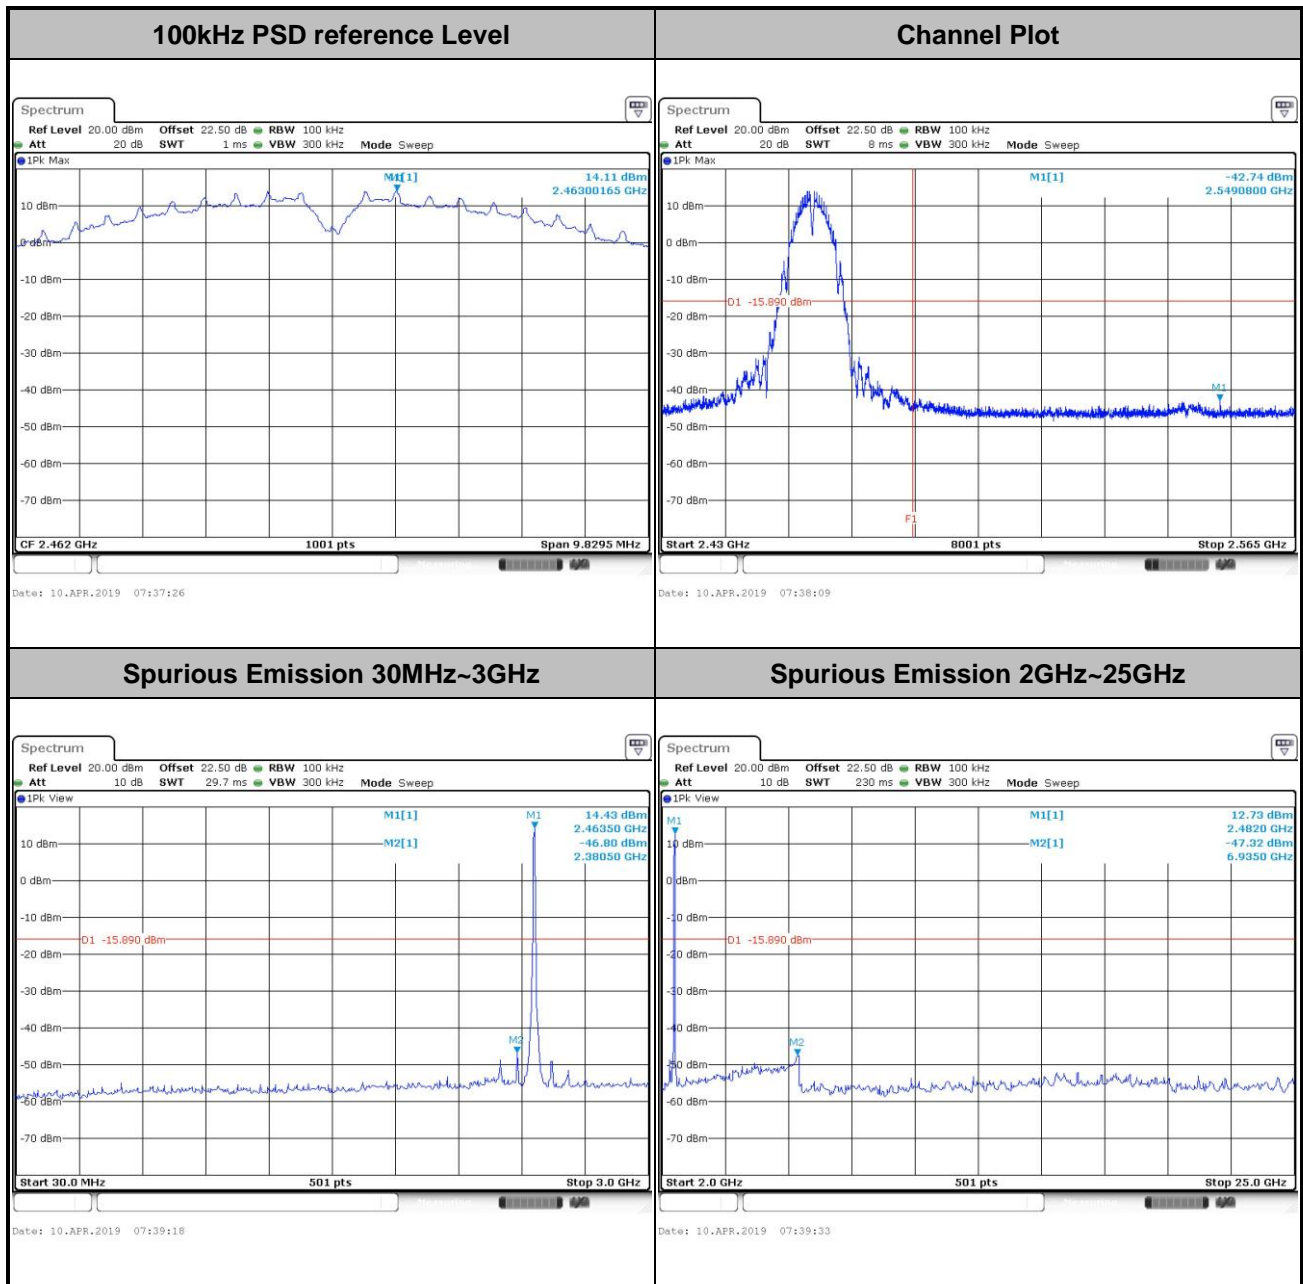 100kHz PSD reference Level
Channel Plot
Spectrum
Ref Level 20.00 dBm Offset 22.50 dB RBW 100 kHz
Att 20 dB SWT 1 ms VBW 300 kHz Mode Sweep
1Pk Max
M1[1] 14.11 dBm
2.46300165 GHz
10 dBm
0 dBm
-10 dBm
-20 dBm
-30 dBm
-40 dBm
-50 dBm
-60 dBm
-70 dBm
CF 2.462 GHz 1001 pts Span 9.8295 MHz
Date: 10.APR.2019 07:37:26
Spectrum
Ref Level 20.00 dBm Offset 22.50 dB RBW 100 kHz
Att 20 dB SWT 8 ms VBW 300 kHz Mode Sweep
1Pk Max
M1[1] -42.74 dBm
2.5490800 GHz
10 dBm
0 dBm
-10 dBm
D1 -15.890 dBm
-20 dBm
-30 dBm
-40 dBm
M1
-50 dBm
-60 dBm
-70 dBm
F1
Start 2.43 GHz 8001 pts Stop 2.565 GHz
Date: 10.APR.2019 07:38:09
Spurious Emission 30MHz~3GHz
Spurious Emission 2GHz~25GHz
Spectrum
Ref Level 20.00 dBm Offset 22.50 dB RBW 100 kHz
Att 10 dB SWT 29.7 ms VBW 300 kHz Mode Sweep
1Pk View
M1[1] M1 14.43 dBm
2.46350 GHz
M2[1] -46.80 dBm
2.38050 GHz
10 dBm
0 dBm
-10 dBm
D1 -15.890 dBm
-20 dBm
-30 dBm
-40 dBm
M2
-50 dBm
-60 dBm
-70 dBm
Start 30.0 MHz 501 pts Stop 3.0 GHz
Date: 10.APR.2019 07:39:18
Spectrum
Ref Level 20.00 dBm Offset 22.50 dB RBW 100 kHz
Att 10 dB SWT 230 ms VBW 300 kHz Mode Sweep
1Pk View
M1
M1[1] 12.73 dBm
2.4820 GHz
M2[1] -47.32 dBm
6.9350 GHz
10 dBm
0 dBm
-10 dBm
D1 -15.890 dBm
-20 dBm
-30 dBm
-40 dBm
M2
-50 dBm
-60 dBm
-70 dBm
Start 2.0 GHz 501 pts Stop 25.0 GHz
Date: 10.APR.2019 07:39:33